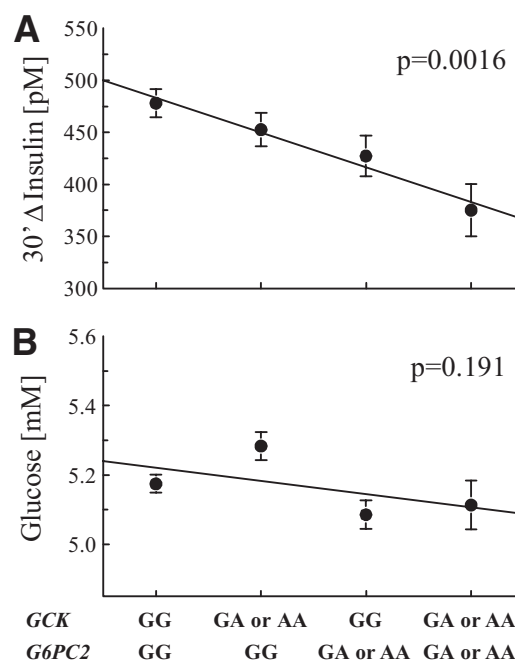 A
550
500
450
400
350
300
30' Δ Insulin [pM]
p=0.0016
B
5.6
5.4
5.2
5.0
Glucose [mM]
p=0.191
GCK GG GA or AA GG GA or AA
G6PC2 GG GG GA or AA GA or AA